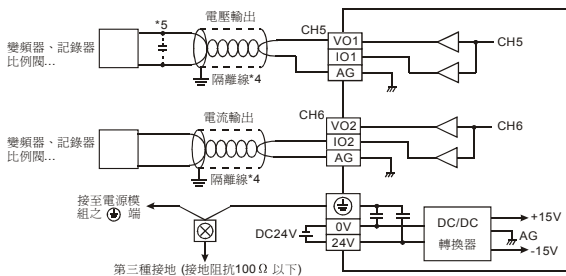 電壓輸出
*5
CH5
VO1
CH5
變頻器、記錄器
比例閥...
IO1
AG
隔離線*4
電流輸出
CH6
VO2
CH6
變頻器、記錄器
比例閥...
IO2
AG
隔離線*4
接至電源模
組之 端
DC24V
0V
24V
DC/DC
轉換器
+15V
AG
-15V
第三種接地 (接地阻抗100Ω 以下)